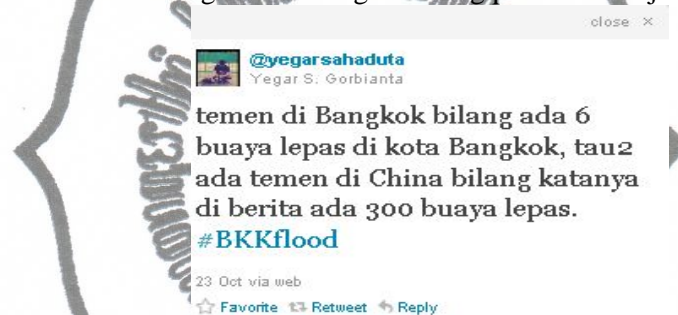 close ×
@yegarsahaduta
Yegar S. Gorbianta
temen di Bangkok bilang ada 6
buaya lepas di kota Bangkok, tau2
ada temen di China bilang katanya
di berita ada 300 buaya lepas.
#BKKflood
23 Oct via web
Favorite Retweet Reply